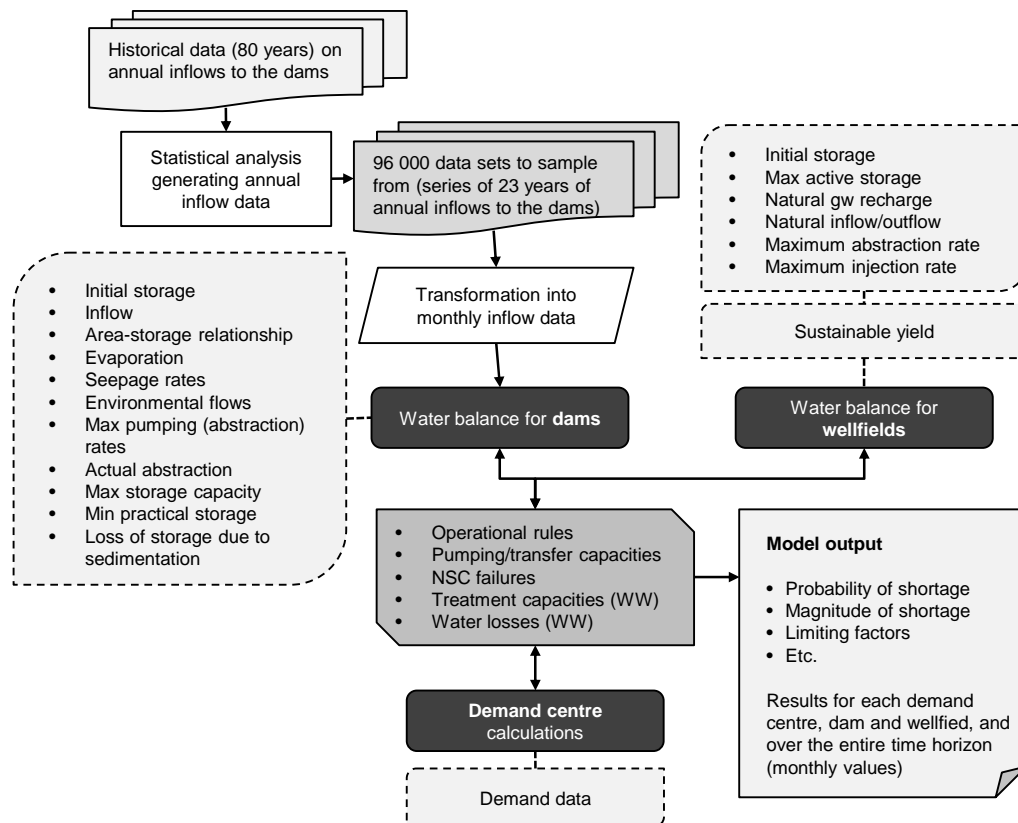 Historical data (80 years) on
annual inflows to the dams
Statistical analysis
generating annual
inflow data
96 000 data sets to sample
from (series of 23 years of
annual inflows to the dams)
• Initial storage
• Max active storage
• Natural gw recharge
• Natural inflow/outflow
• Maximum abstraction rate
• Maximum injection rate
Sustainable yield
Transformation into
monthly inflow data
• Initial storage
• Inflow
• Area-storage relationship
• Evaporation
• Seepage rates
• Environmental flows
• Max pumping (abstraction)
rates
• Actual abstraction
• Max storage capacity
• Min practical storage
• Loss of storage due to
sedimentation
Water balance for dams
Water balance for
wellfields
• Operational rules
• Pumping/transfer capacities
• NSC failures
• Treatment capacities (WW)
• Water losses (WW)
Model output
• Probability of shortage
• Magnitude of shortage
• Limiting factors
• Etc.
Results for each demand
centre, dam and wellfied, and
over the entire time horizon
(monthly values)
Demand centre
calculations
Demand data